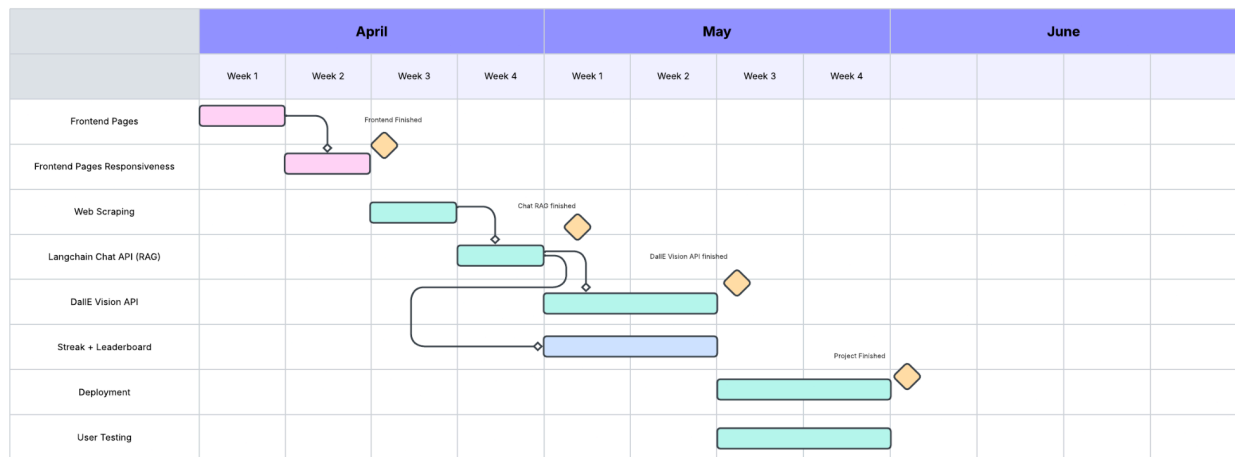 April
May
June
Week 1
Week 2
Week 3
Week 4
Week 1
Week 2
Week 3
Week 4
Frontend Pages
Frontend Finished
Frontend Pages Responsiveness
Web Scraping
Chat RAG finished
Langchain Chat API (RAG)
DallE Vision API finished
DallE Vision API
Streak + Leaderboard
Project Finished
Deployment
User Testing